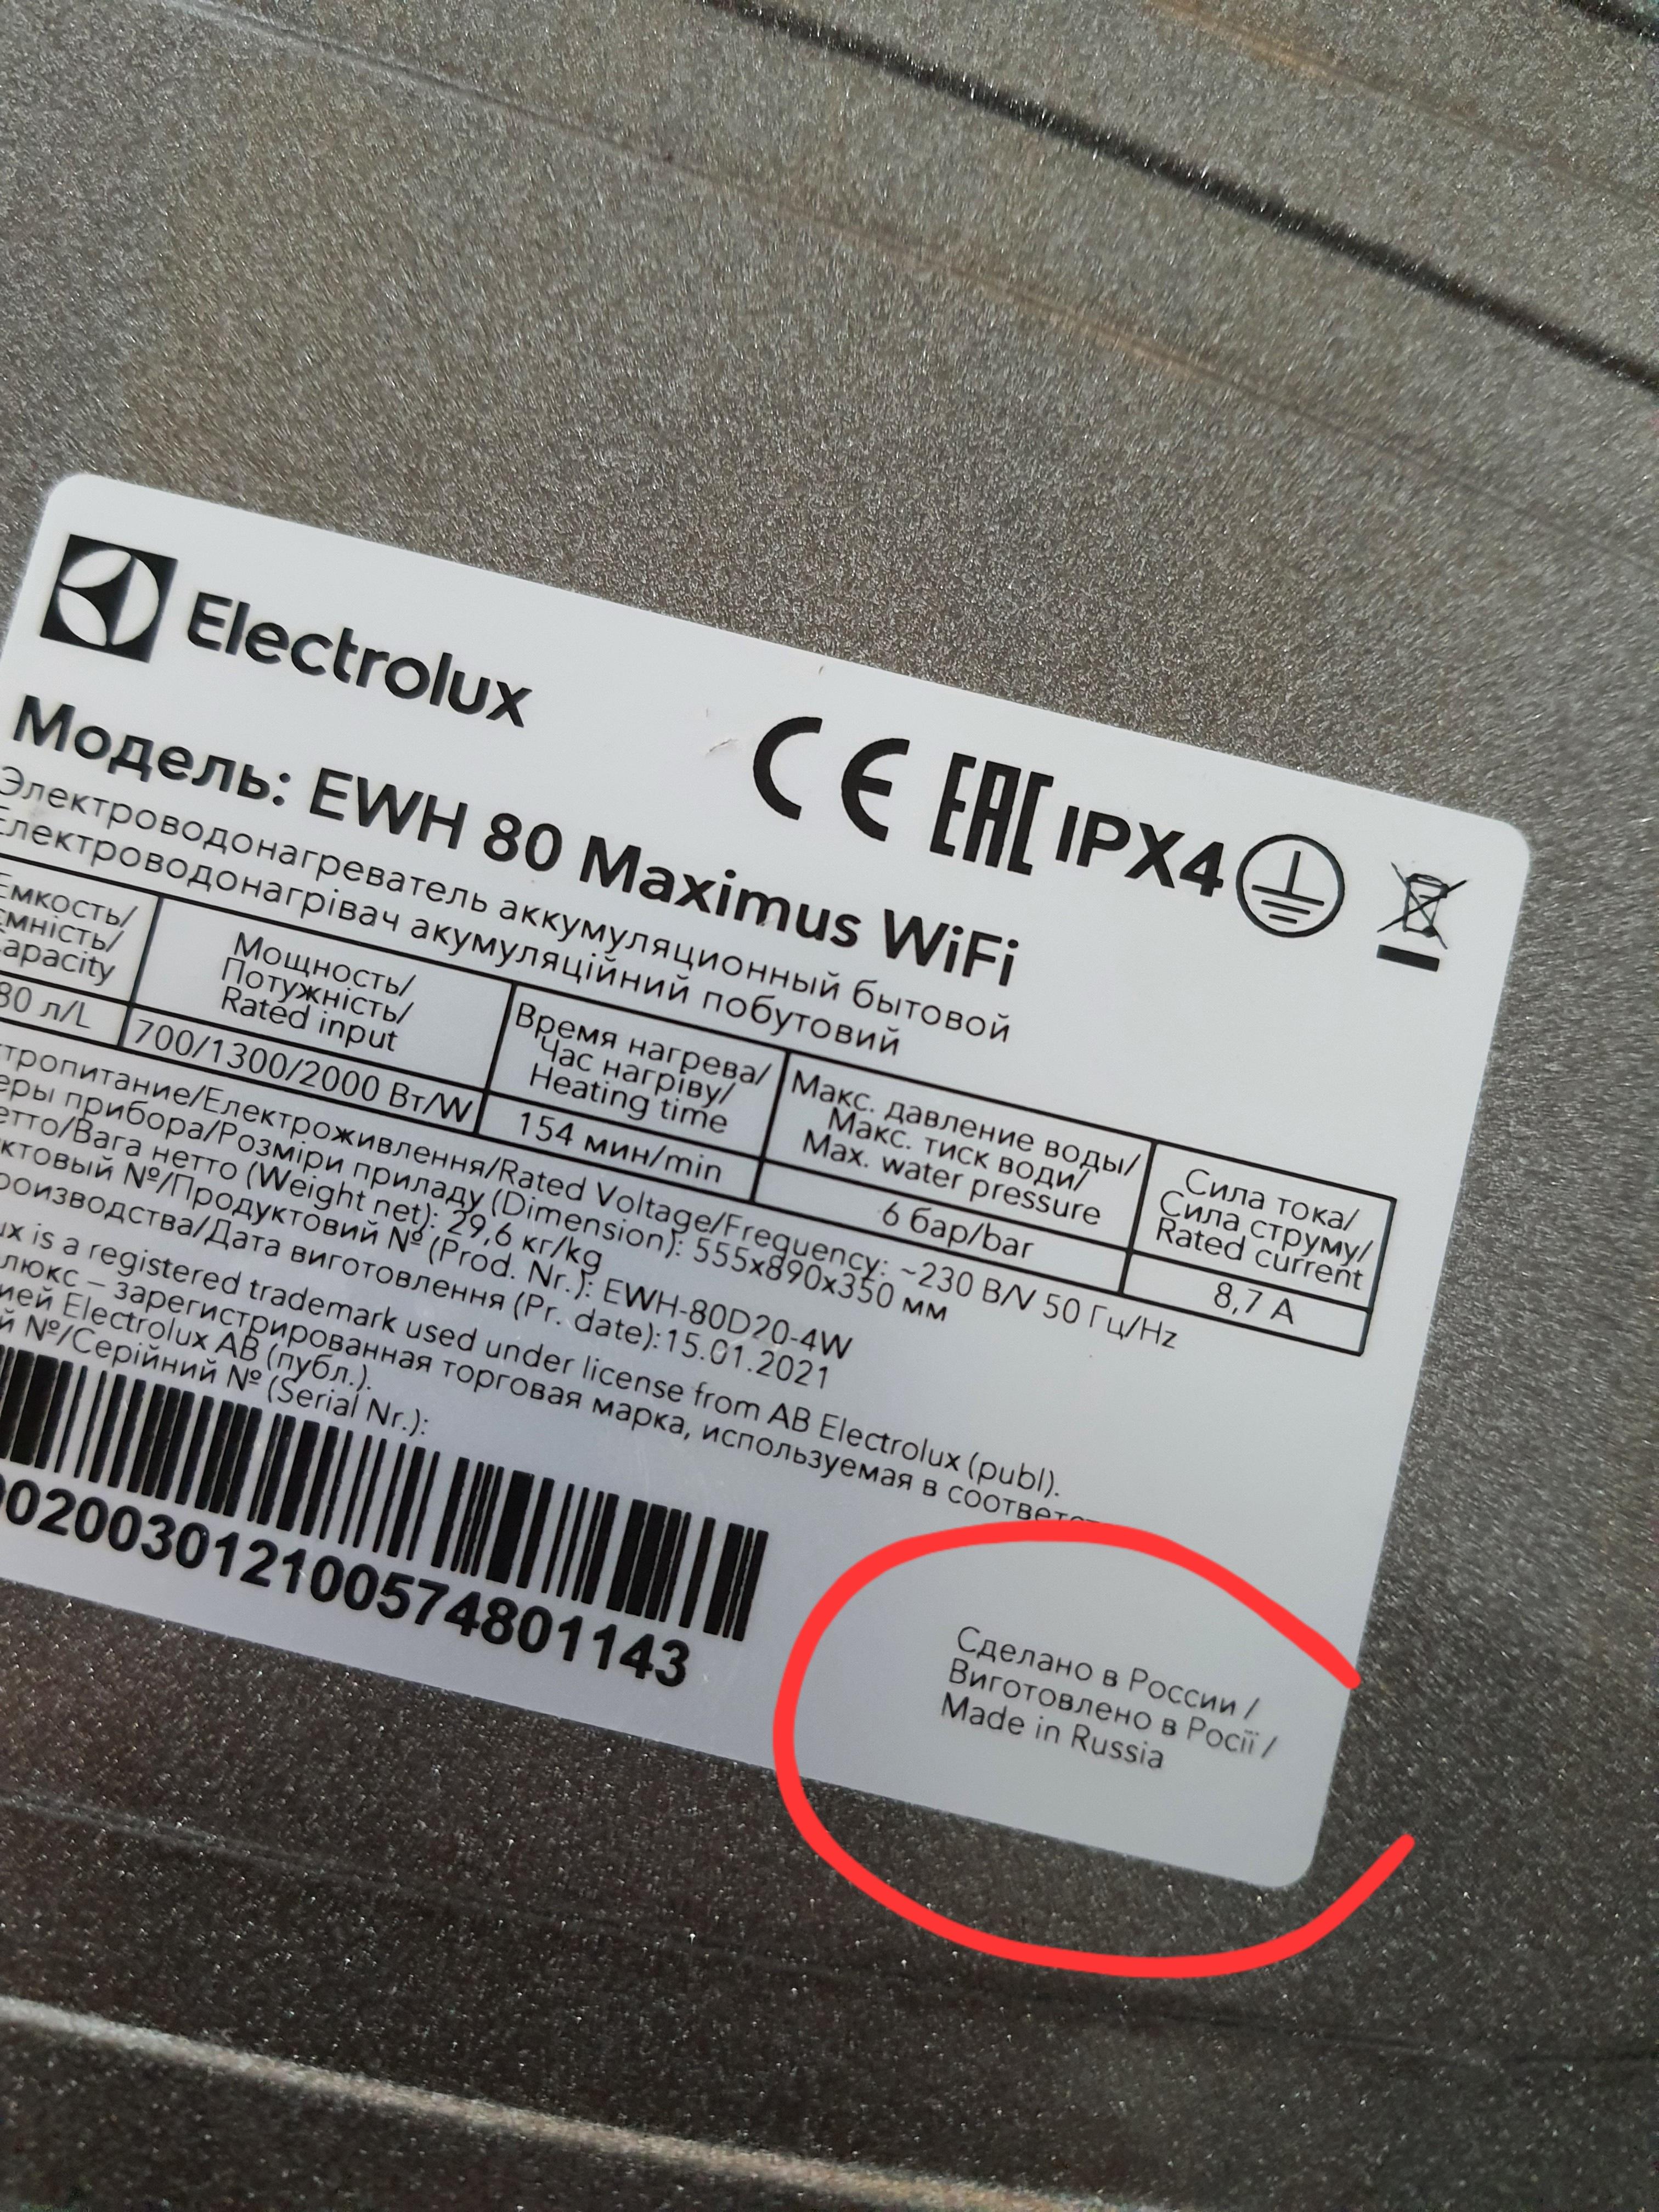 Electrolux
CE EAC IPX4
Модель: EWH 80 Maximus WiFi
Электроводонагреватель аккумуляционный бытовой
Електроводонагрівач акумуляційний побутовий
Емкость/
Ємність/
Capacity
Мощность/
Потужність/
Rated input
Время нагрева/
Час нагріву/
Heating time
Макс. давление воды/
Макс. тиск води/
Max. water pressure
Сила тока/
Сила струму/
Rated current
80 л/L
700/1300/2000 Вт/W
154 мин/min
6 бар/bar
8,7 А
тропитание/Електроживлення/Rated Voltage/Frequency: ~230 В/V 50 Гц/Hz
еры прибора/Розміри приладу (Dimension): 555x890x350 мм
етто/Вага нетто (Weight net): 29,6 кг/kg
ктовый №/Продуктовий № (Prod. Nr.): EWH-80D20-4W
роизводства/Дата виготовлення (Pr. date):15.01.2021
ux is a registered trademark used under license from AB Electrolux (publ).
люкс – зарегистрированная торговая марка, используемая в соответст
ией Electrolux AB (публ.).
й №/Серійний № (Serial Nr.):
0020030121005748011​43
Сделано в России /
Виготовлено в Росії /
Made in Russia